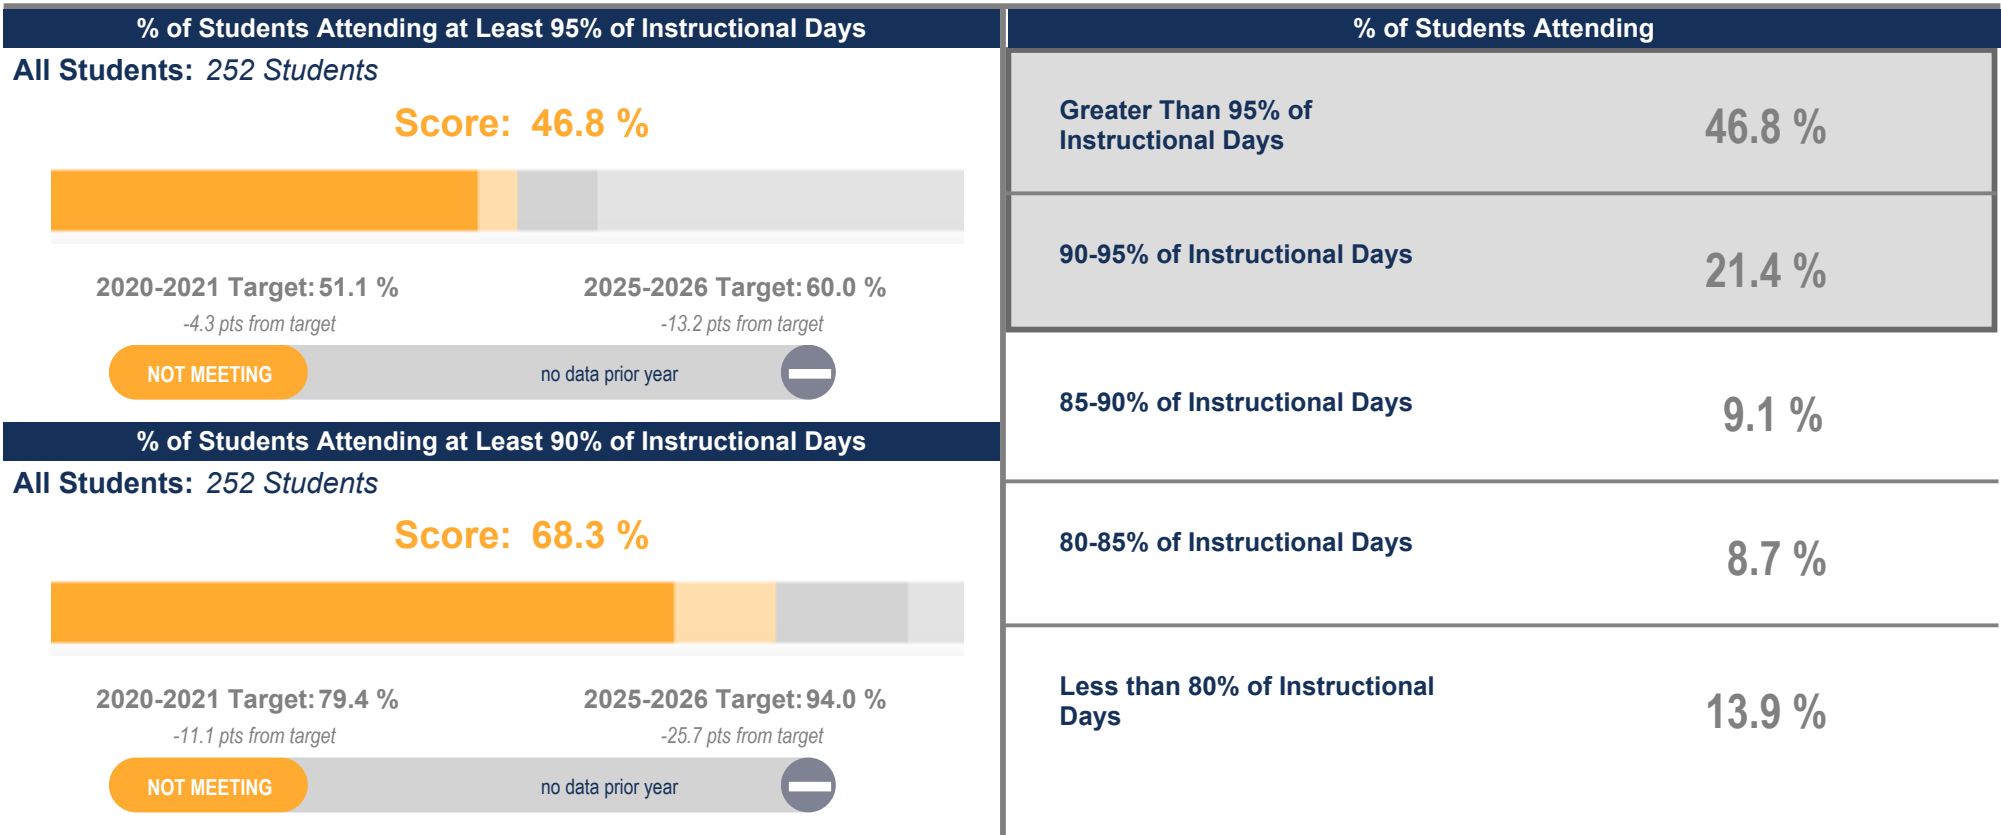 % of Students Attending at Least 95% of Instructional Days
All Students: 252 Students
Score: 46.8 %
2020-2021 Target: 51.1 %
-4.3 pts from target
2025-2026 Target: 60.0 %
-13.2 pts from target
NOT MEETING
no data prior year
% of Students Attending at Least 90% of Instructional Days
All Students: 252 Students
Score: 68.3 %
2020-2021 Target: 79.4 %
-11.1 pts from target
2025-2026 Target: 94.0 %
-25.7 pts from target
NOT MEETING
no data prior year
% of Students Attending
Greater Than 95% of
Instructional Days
46.8 %
90-95% of Instructional Days
21.4 %
85-90% of Instructional Days
9.1 %
80-85% of Instructional Days
8.7 %
Less than 80% of Instructional
Days
13.9 %